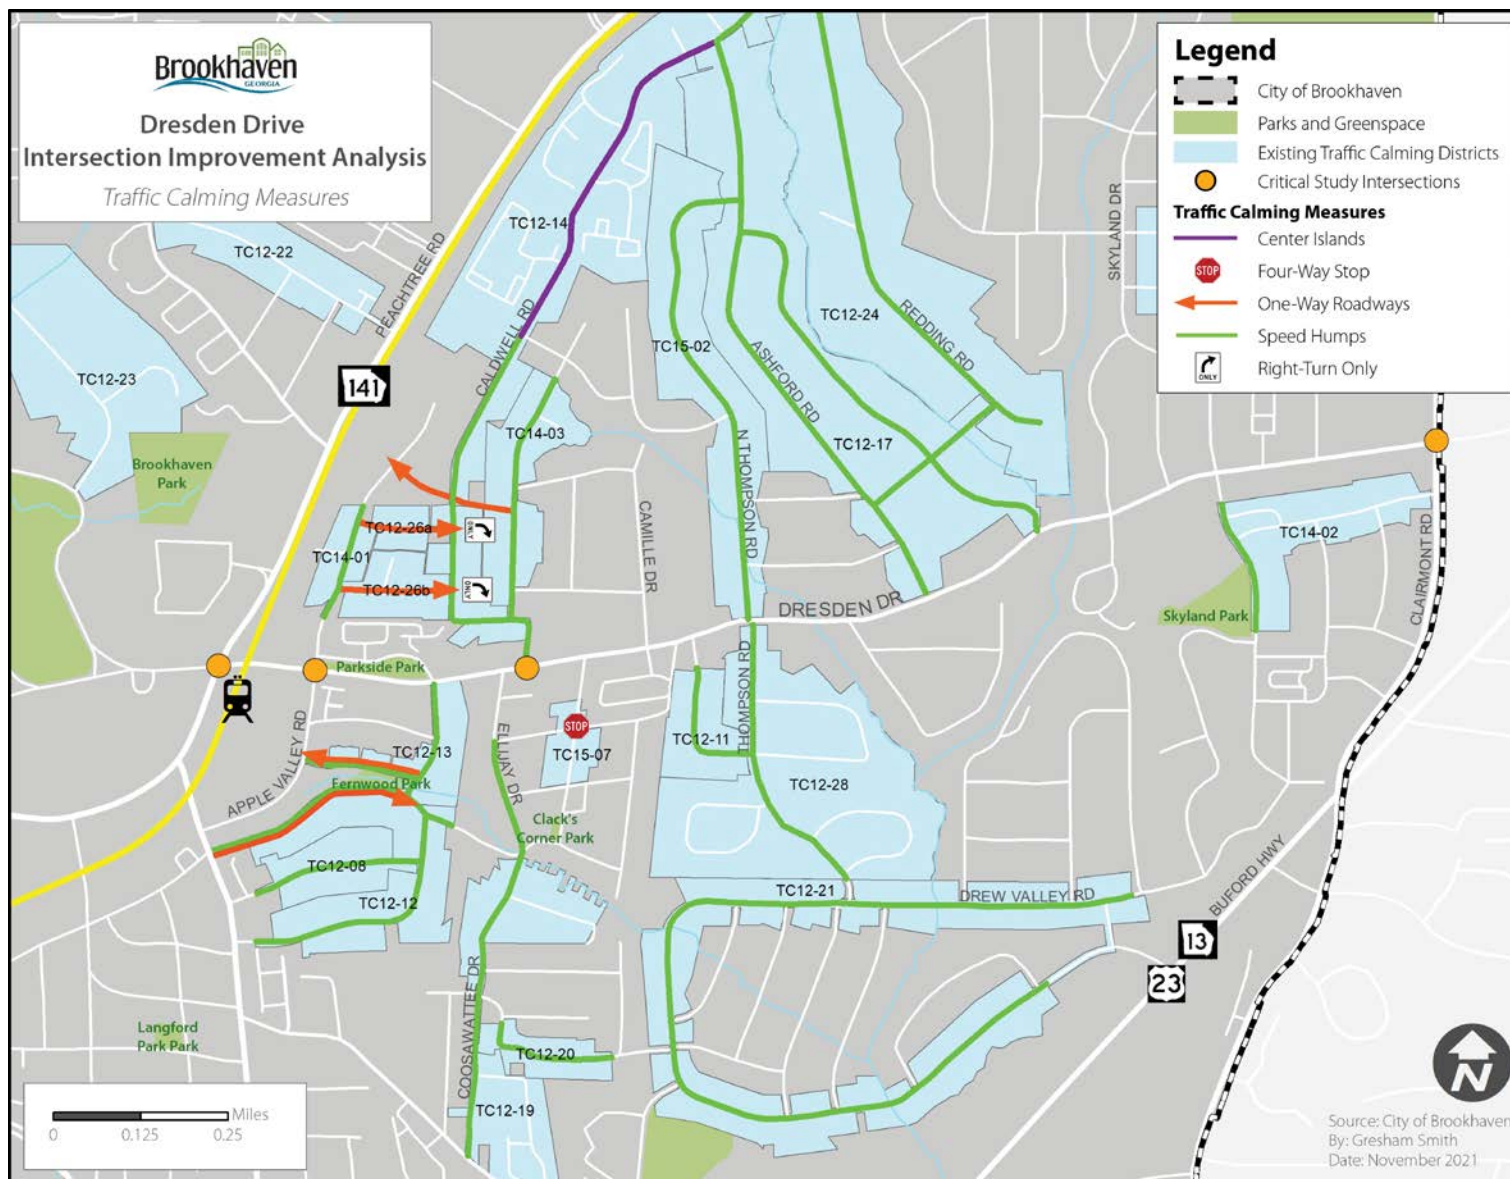 Brookhaven
GEORGIA
Dresden Drive
Intersection Improvement Analysis
Traffic Calming Measures
Legend
City of Brookhaven
Parks and Greenspace
Existing Traffic Calming Districts
Critical Study Intersections
Traffic Calming Measures
Center Islands
STOP
Four-Way Stop
One-Way Roadways
Speed Humps
ONLY
Right-Turn Only
TC12-22
PEACHTREE RD
TC12-14
SKYLAND DR
TC12-23
141
CALDWELL RD
TC15-02
TC12-24
REDDING RD
ASHFORD RD
TC14-03
TC12-17
Brookhaven
Park
N THOMPSON RD
CAMILLE DR
TC12-26a
ONLY
TC14-01
TC12-26b
ONLY
TC14-02
CLAIRMONT RD
DRESDEN DR
Skyland Park
Parkside Park
THOMPSON RD
APPLE VALLEY RD
TC12-13
ELLIJAY DR
STOP
TC15-07
TC12-11
Fernwood Park
TC12-28
Clack's
Corner Park
TC12-08
TC12-12
TC12-21
DREW VALLEY RD
BUFORD HWY
13
23
COOSAWATTEE DR
Langford
Park Park
TC12-20
TC12-19
N
Miles
0
0.125
0.25
Source: City of Brookhaven
By: Gresham Smith
Date: November 2021